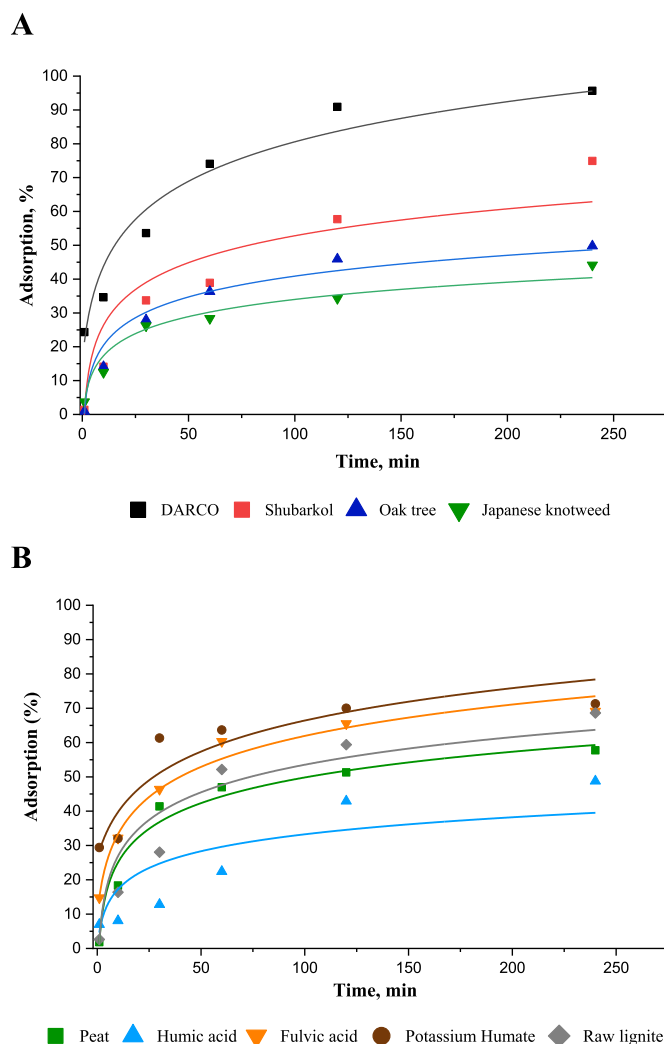 A
100
90
80
70
60
50
40
30
20
10
0
Adsorption, %
0 50 100 150 200 250
Time, min
DARCO Shubarkol Oak tree Japanese knotweed
B
100
90
80
70
60
50
40
30
20
10
0
Adsorption (%)
0 50 100 150 200 250
Time, min
Peat Humic acid Fulvic acid Potassium Humate Raw lignite